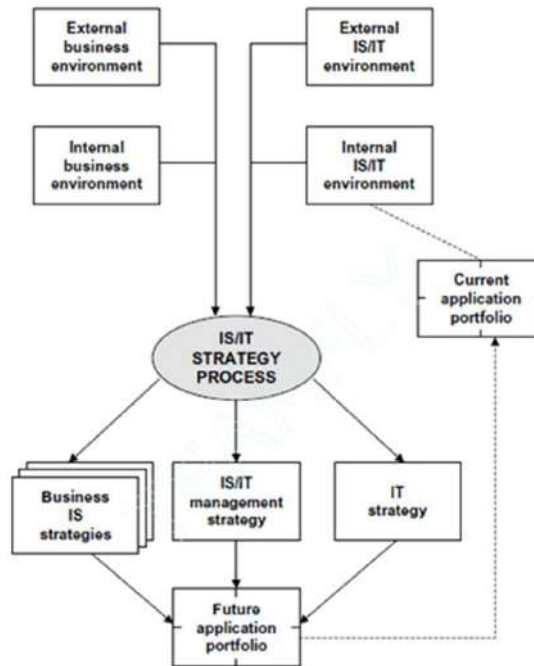 External
business
environment
External
IS/IT
environment
Internal
business
environment
Internal
IS/IT
environment
Current
application
portfolio
IS/IT
STRATEGY
PROCESS
Business
IS
strategies
IS/IT
management
strategy
IT
strategy
Future
application
portfolio